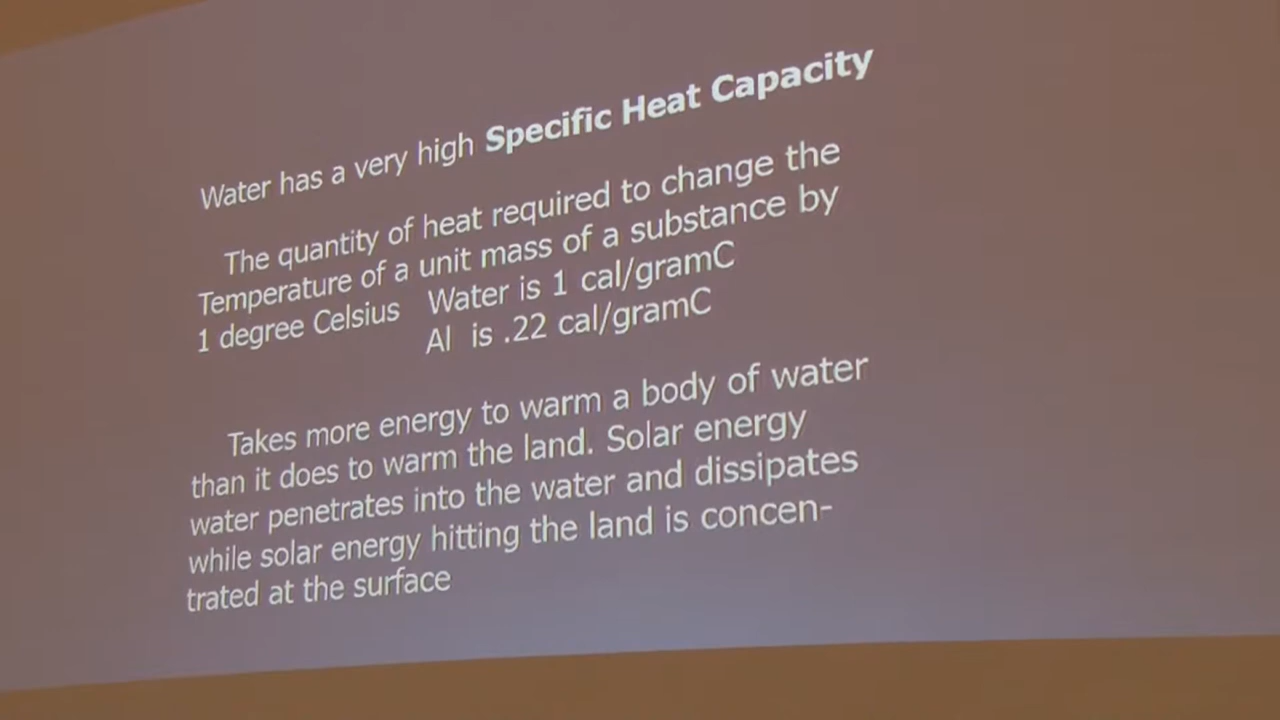 Water has a very high Specific Heat Capacity
The quantity of heat required to change the
Temperature of a unit mass of a substance by
1 degree Celsius Water is 1 cal/gramC
Al is .22 cal/gramC
Takes more energy to warm a body of water
than it does to warm the land. Solar energy
water penetrates into the water and dissipates
while solar energy hitting the land is concen-
trated at the surface